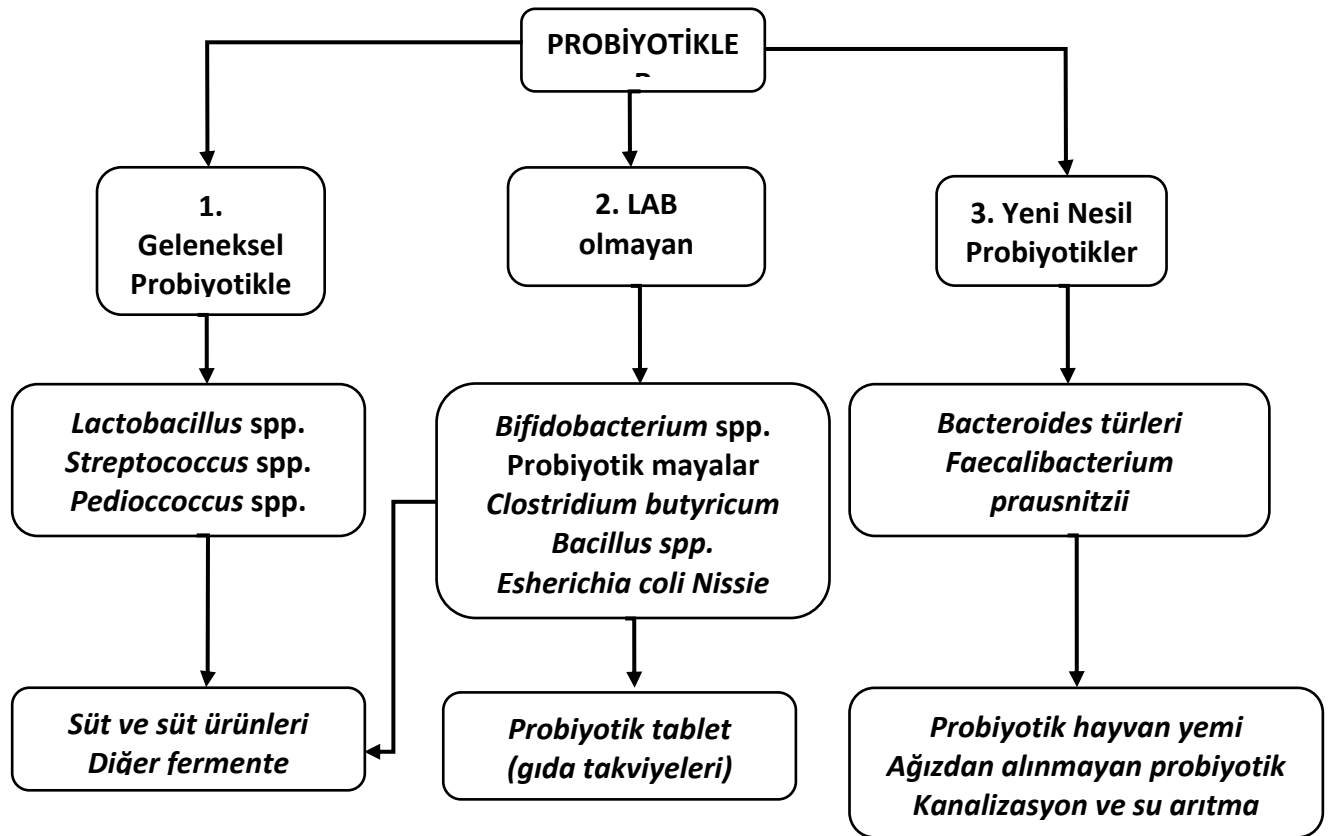 PROBİYOTİKLE
1.
Geleneksel
Probiyotikle
2. LAB
olmayan
3. Yeni Nesil
Probiyotikler
Lactobacillus spp.
Streptococcus spp.
Pedioccoccus spp.
Bifidobacterium spp.
Probiyotik mayalar
Clostridium butyricum
Bacillus spp.
Esherichia coli Nissie
Bacteroides türleri
Faecalibacterium
prausnitzii
Süt ve süt ürünleri
Diğer fermente
Probiyotik tablet
(gıda takviyeleri)
Probiyotik hayvan yemi
Ağızdan alınmayan probiyotik
Kanalizasyon ve su arıtma